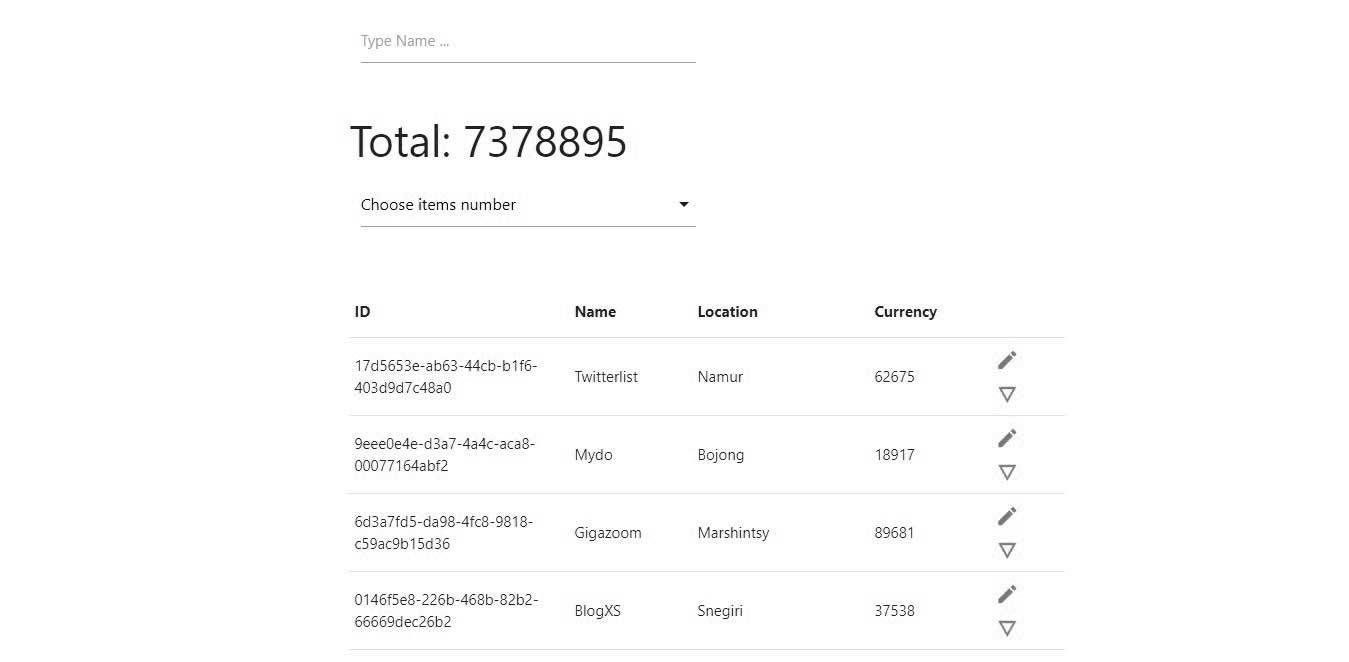 Type Name ...
Total: 7378895
Choose items number
ID Name Location Currency
17d5653e-ab63-44cb-b1f6-
403d9d7c48a0
Twitterlist Namur 62675
9eee0e4e-d3a7-4a4c-aca8-
00077164abf2
Mydo Bojong 18917
6d3a7fd5-da98-4fc8-9818-
c59ac9b15d36
Gigazoom Marshintsy 89681
0146f5e8-226b-468b-82b2-
66669dec26b2
BlogXS Snegiri 37538